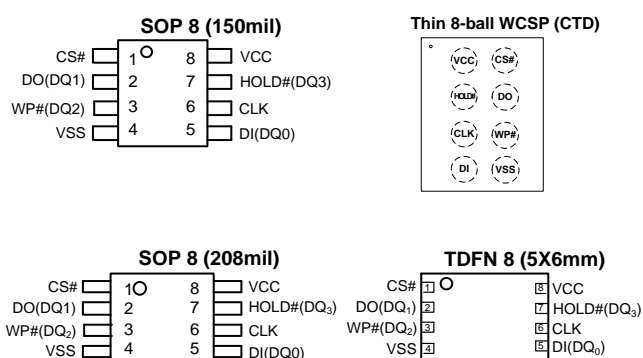 SOP 8 (150mil)
CS# 1 8 VCC
DO(DQ1) 2 7 HOLD#(DQ3)
WP#(DQ2) 3 6 CLK
VSS 4 5 DI(DQ0)
Thin 8-ball WCSP (CTD)
VCC CS#
HOLD# DO
CLK WP#
DI VSS
SOP 8 (208mil)
CS# 1 8 VCC
DO(DQ1) 2 7 HOLD#(DQ₃)
WP#(DQ₂) 3 6 CLK
VSS 4 5 DI(DQ0)
TDFN 8 (5X6mm)
CS# 1 8 VCC
DO(DQ₁) 2 7 HOLD#(DQ₃)
WP#(DQ₂) 3 6 CLK
VSS 4 5 DI(DQ₀)